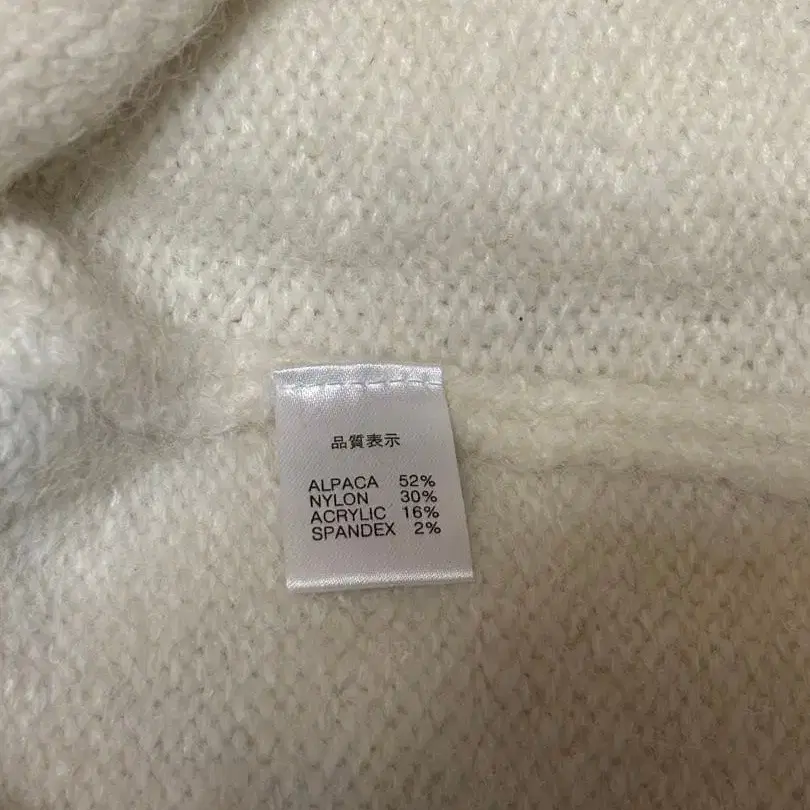 品質表示
ALPACA 52%
NYLON 30%
ACRYLIC 16%
SPANDEX 2%